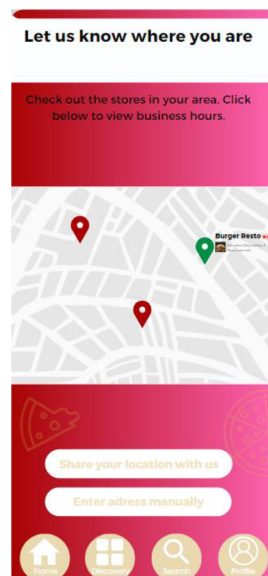 Let us know where you are
Check out the stores in your area. Click
below to view business hours.
Burger Resto
Share your location with us
Enter adress manually
Home
Discovery
Search
Profile